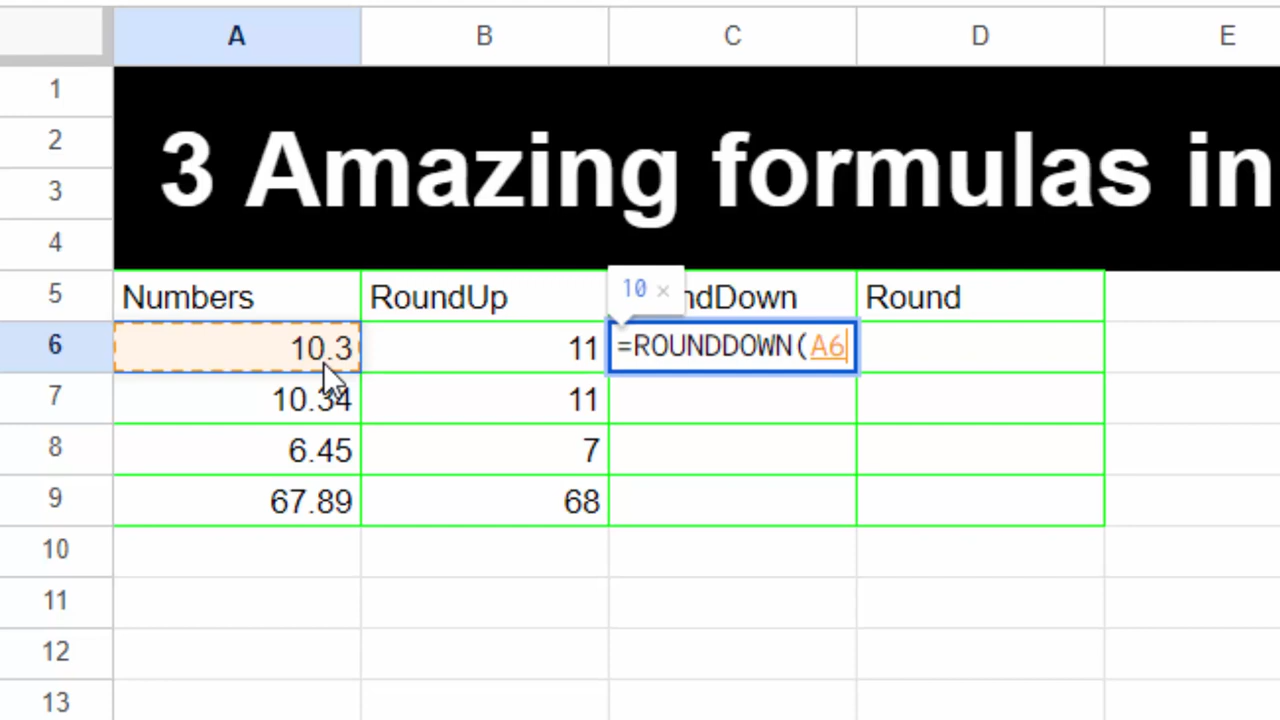 A B C D E
1
2
3
4
3 Amazing formulas in
5 Numbers RoundUp ndDown Round
10 ×
6 10.3 11 =ROUNDDOWN(A6
7 10.34 11
8 6.45 7
9 67.89 68
10
11
12
13